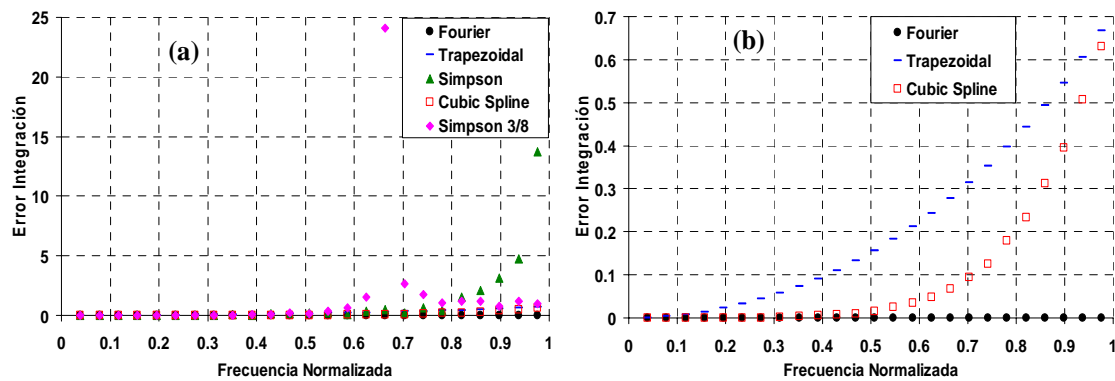 (a)
Error Integración
25
20
15
10
5
0
Fourier
Trapezoidal
Simpson
Cubic Spline
Simpson 3/8
0 0.1 0.2 0.3 0.4 0.5 0.6 0.7 0.8 0.9 1
Frecuencia Normalizada
(b)
Error Integración
0.7
0.6
0.5
0.4
0.3
0.2
0.1
0
Fourier
Trapezoidal
Cubic Spline
0 0.1 0.2 0.3 0.4 0.5 0.6 0.7 0.8 0.9 1
Frecuencia Normalizada